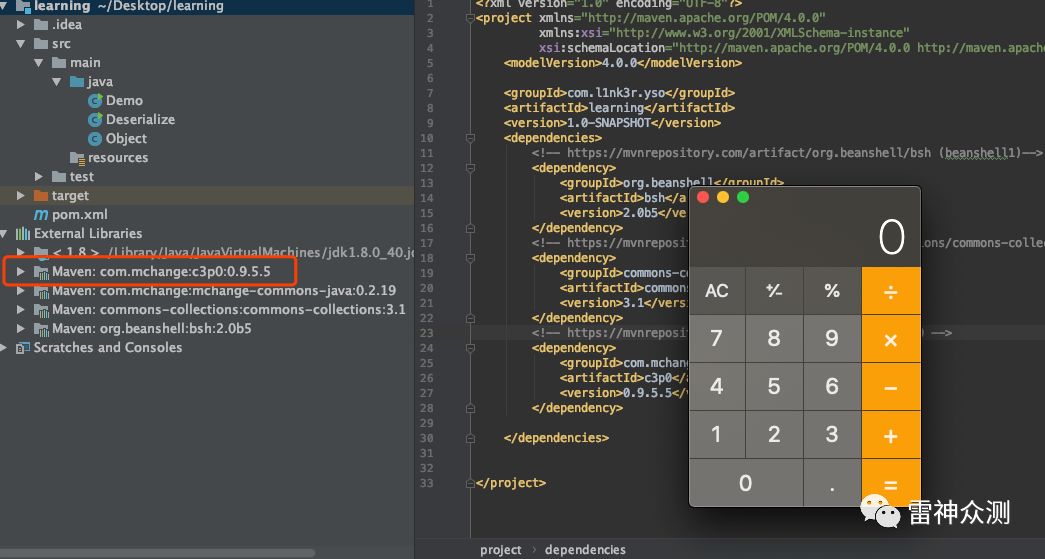 learning ~/Desktop/learning
.idea
src
main
java
Demo
Deserialize
Object
resources
test
target
pom.xml
External Libraries
< 1.8 > /Library/Java/JavaVirtualMachines/jdk1.8.0_40.jd
Maven: com.mchange:c3p0:0.9.5.5
Maven: com.mchange:mchange-commons-java:0.2.19
Maven: commons-collections:commons-collections:3.1
Maven: org.beanshell:bsh:2.0b5
Scratches and Consoles
1 <?xml version="1.0" encoding="UTF-8"?>
2 <project xmlns="http://maven.apache.org/POM/4.0.0"
3 xmlns:xsi="http://www.w3.org/2001/XMLSchema-instance"
4 xsi:schemaLocation="http://maven.apache.org/POM/4.0.0 http://maven.apache
5 <modelVersion>4.0.0</modelVersion>
6
7 <groupId>com.l1nk3r.yso</groupId>
8 <artifactId>learning</artifactId>
9 <version>1.0-SNAPSHOT</version>
10 <dependencies>
11 <!-- https://mvnrepository.com/artifact/org.beanshell/bsh (beanshell1)-->
12 <dependency>
13 <groupId>org.beanshell</groupId>
14 <artifactId>bsh</a
15 <version>2.0b5</ve
16 </dependency>
17 <!-- https://mvnreposit ions/commons-colle
18 <dependency>
19 <groupId>commons-c
20 <artifactId>commons
21 <version>3.1</vers
22 </dependency>
23 <!-- https://mvnreposit ) -->
24 <dependency>
25 <groupId>com.mchan
26 <artifactId>c3p0</a
27 <version>0.9.5.5</
28 </dependency>
29
30 </dependencies>
31
32
33 </project>
0
AC +⁄- % ÷
7 8 9 ×
4 5 6 −
1 2 3 +
0 . =
雷神众测
project › dependencies